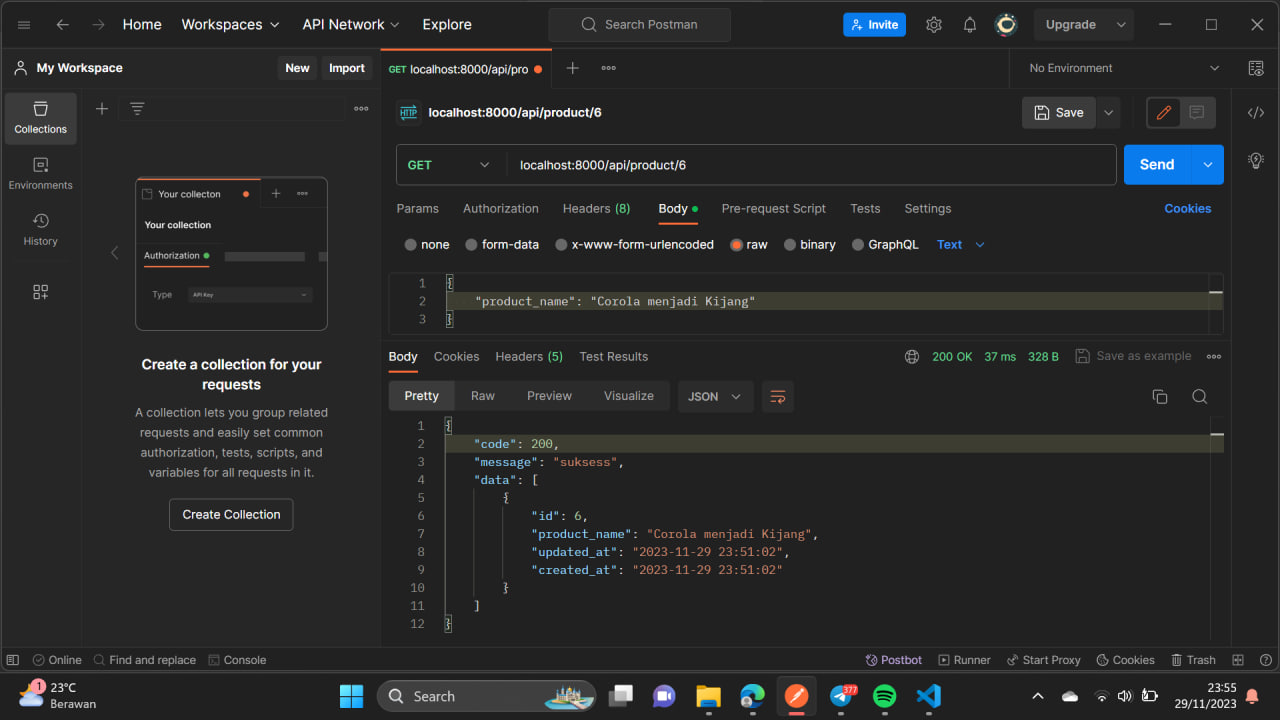 Home Workspaces API Network Explore Search Postman Invite Upgrade
My Workspace New Import GET localhost:8000/api/pro No Environment
Collections
Environments
History
Your collecton
Your collection
Authorization
Type API Key
Create a collection for your
requests
A collection lets you group related
requests and easily set common
authorization, tests, scripts, and
variables for all requests in it.
Create Collection
HTTP localhost:8000/api/product/6 Save
GET localhost:8000/api/product/6 Send
Params Authorization Headers (8) Body Pre-request Script Tests Settings Cookies
none form-data x-www-form-urlencoded raw binary GraphQL Text
1 {
2 "product_name": "Corola menjadi Kijang"
3 }
Body Cookies Headers (5) Test Results 200 OK 37 ms 328 B Save as example
Pretty Raw Preview Visualize JSON
1 {
2 "code": 200,
3 "message": "suksess",
4 "data": [
5 {
6 "id": 6,
7 "product_name": "Corola menjadi Kijang",
8 "updated_at": "2023-11-29 23:51:02",
9 "created_at": "2023-11-29 23:51:02"
10 }
11 ]
12 }
Online Find and replace Console Postbot Runner Start Proxy Cookies Trash
1 23°C
Berawan
Search
377
23:55
29/11/2023